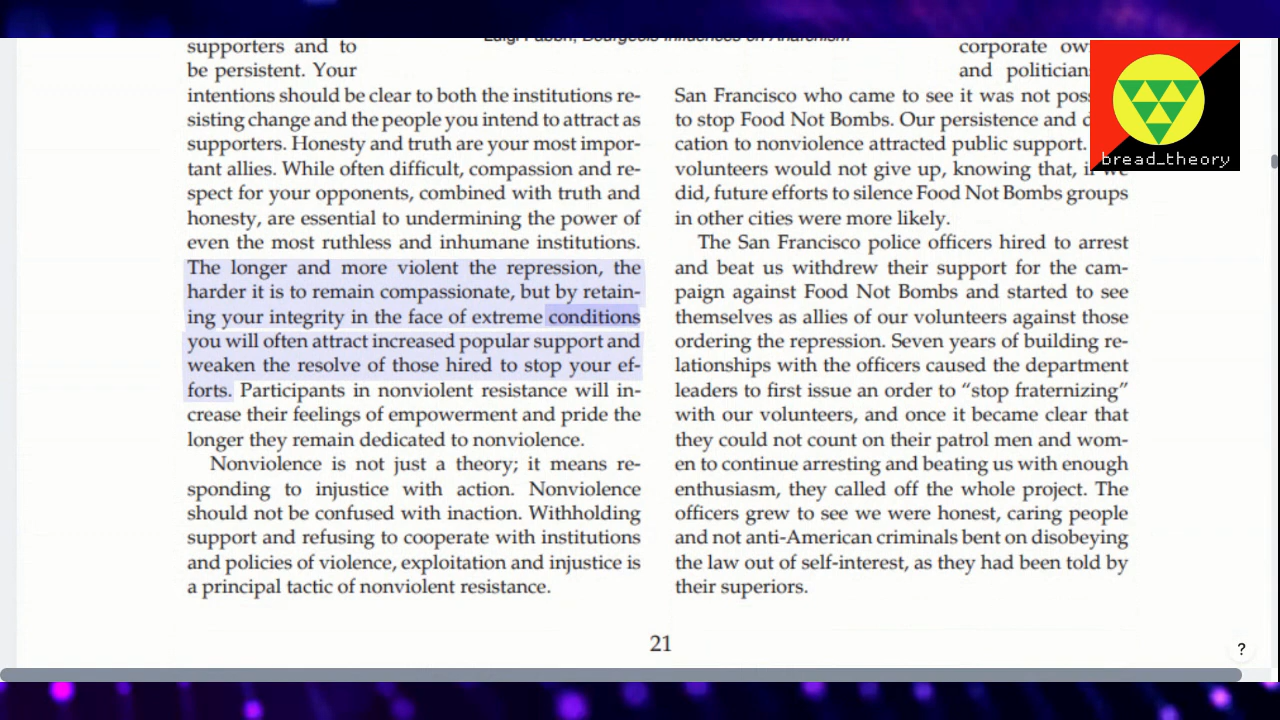 Luigi Fabbri, Bourgeois Influences on Anarchism
supporters and to
be persistent. Your
intentions should be clear to both the institutions re-
sisting change and the people you intend to attract as
supporters. Honesty and truth are your most impor-
tant allies. While often difficult, compassion and re-
spect for your opponents, combined with truth and
honesty, are essential to undermining the power of
even the most ruthless and inhumane institutions.
The longer and more violent the repression, the
harder it is to remain compassionate, but by retain-
ing your integrity in the face of extreme conditions
you will often attract increased popular support and
weaken the resolve of those hired to stop your ef-
forts. Participants in nonviolent resistance will in-
crease their feelings of empowerment and pride the
longer they remain dedicated to nonviolence.
Nonviolence is not just a theory; it means re-
sponding to injustice with action. Nonviolence
should not be confused with inaction. Withholding
support and refusing to cooperate with institutions
and policies of violence, exploitation and injustice is
a principal tactic of nonviolent resistance.
corporate
and politicians
San Francisco who came to see it was not
to stop Food Not Bombs. Our persistence and
cation to nonviolence attracted public support.
volunteers would not give up, knowing that, if we
did, future efforts to silence Food Not Bombs groups
in other cities were more likely.
The San Francisco police officers hired to arrest
and beat us withdrew their support for the cam-
paign against Food Not Bombs and started to see
themselves as allies of our volunteers against those
ordering the repression. Seven years of building re-
lationships with the officers caused the department
leaders to first issue an order to “stop fraternizing”
with our volunteers, and once it became clear that
they could not count on their patrol men and wom-
en to continue arresting and beating us with enough
enthusiasm, they called off the whole project. The
officers grew to see we were honest, caring people
and not anti-American criminals bent on disobeying
the law out of self-interest, as they had been told by
their superiors.
21
bread_theory
?